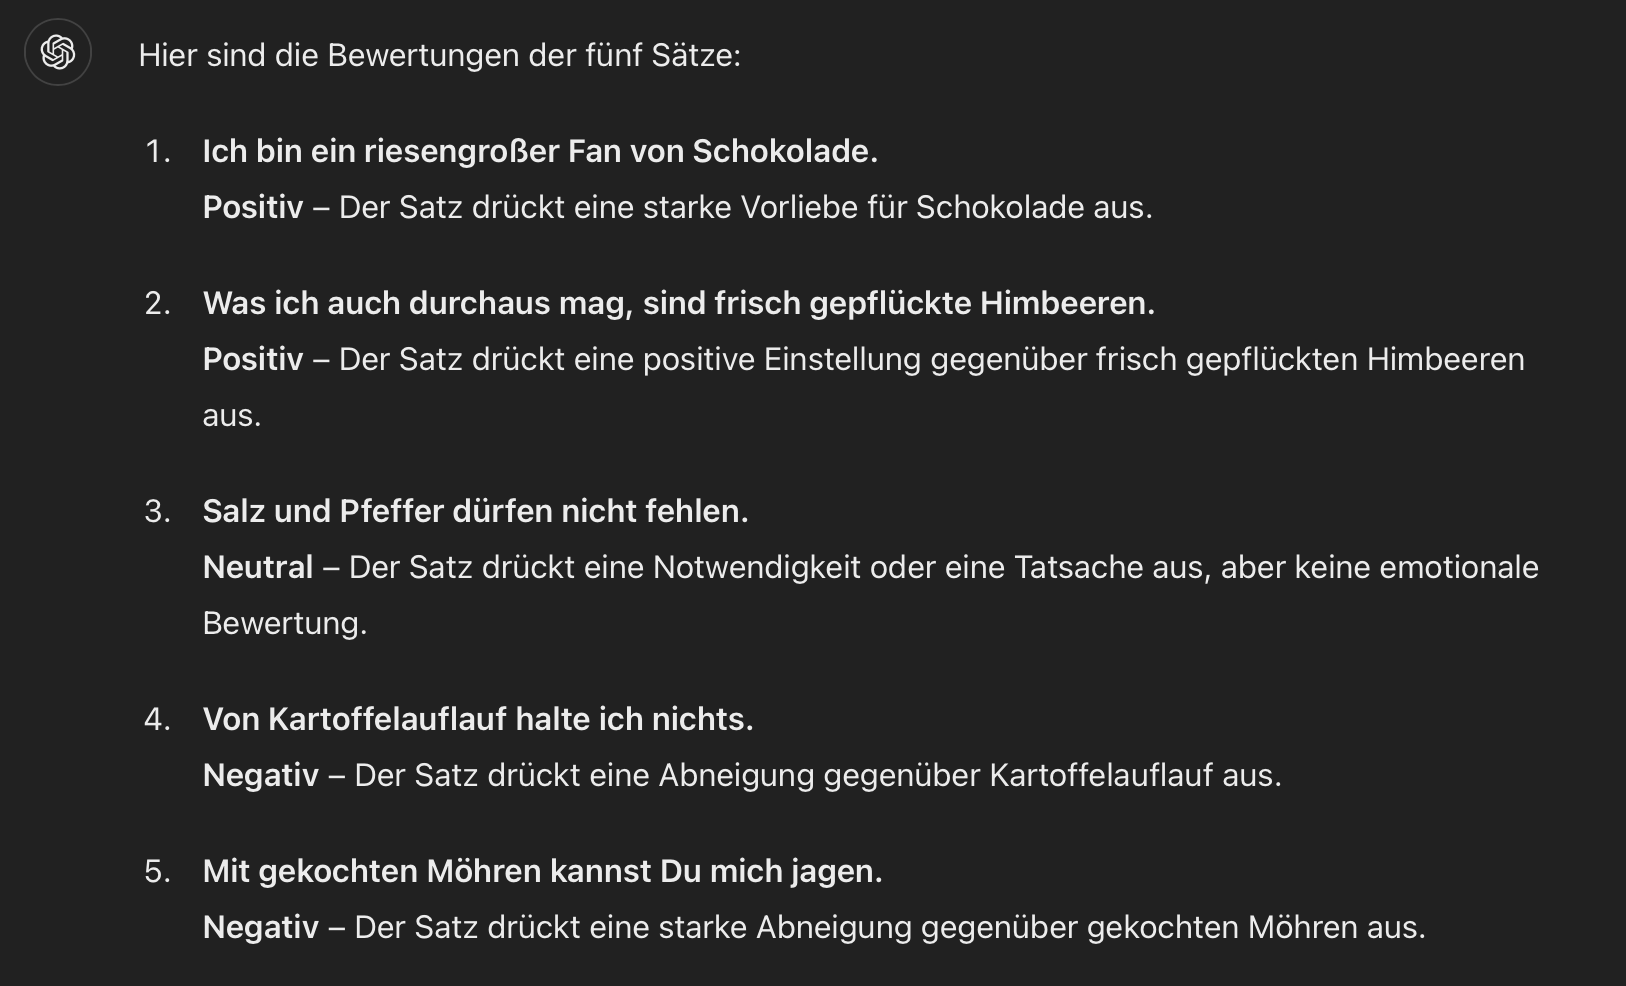 Hier sind die Bewertungen der fünf Sätze:
1. Ich bin ein riesengroßer Fan von Schokolade.
Positiv – Der Satz drückt eine starke Vorliebe für Schokolade aus.
2. Was ich auch durchaus mag, sind frisch gepflückte Himbeeren.
Positiv – Der Satz drückt eine positive Einstellung gegenüber frisch gepflückten Himbeeren
aus.
3. Salz und Pfeffer dürfen nicht fehlen.
Neutral – Der Satz drückt eine Notwendigkeit oder eine Tatsache aus, aber keine emotionale
Bewertung.
4. Von Kartoffelauflauf halte ich nichts.
Negativ – Der Satz drückt eine Abneigung gegenüber Kartoffelauflauf aus.
5. Mit gekochten Möhren kannst Du mich jagen.
Negativ – Der Satz drückt eine starke Abneigung gegenüber gekochten Möhren aus.